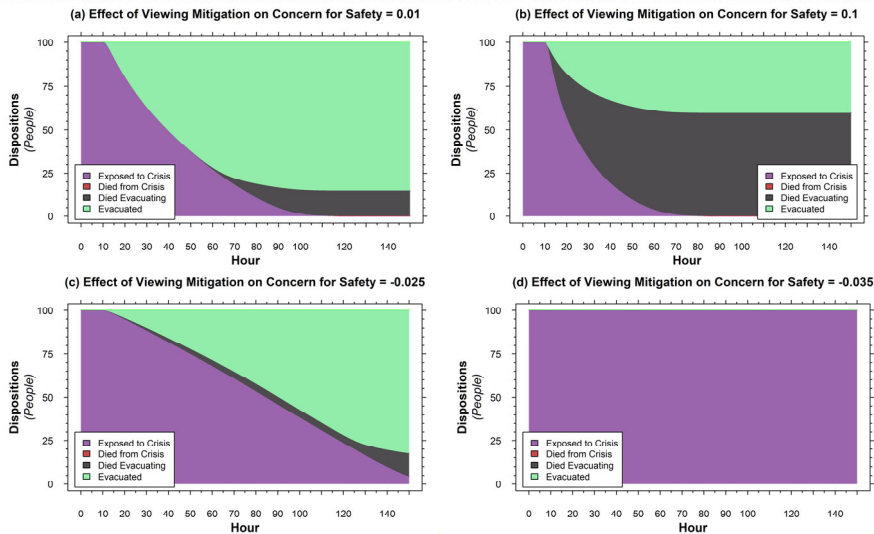 (a) Effect of Viewing Mitigation on Concern for Safety = 0.01
100
75
50
25
0
Dispositions
(People)
Exposed to Crisis
Died from Crisis
Died Evacuating
Evacuated
0 10 20 30 40 50 60 70 80 90 100 120 140
Hour
(b) Effect of Viewing Mitigation on Concern for Safety = 0.1
100
75
50
25
0
Dispositions
(People)
Exposed to Crisis
Died from Crisis
Died Evacuating
Evacuated
0 10 20 30 40 50 60 70 80 90 100 120 140
Hour
(c) Effect of Viewing Mitigation on Concern for Safety = -0.025
100
75
50
25
0
Dispositions
(People)
Exposed to Crisis
Died from Crisis
Died Evacuating
Evacuated
0 10 20 30 40 50 60 70 80 90 100 120 140
Hour
(d) Effect of Viewing Mitigation on Concern for Safety = -0.035
100
75
50
25
0
Dispositions
(People)
Exposed to Crisis
Died from Crisis
Died Evacuating
Evacuated
0 10 20 30 40 50 60 70 80 90 100 120 140
Hour